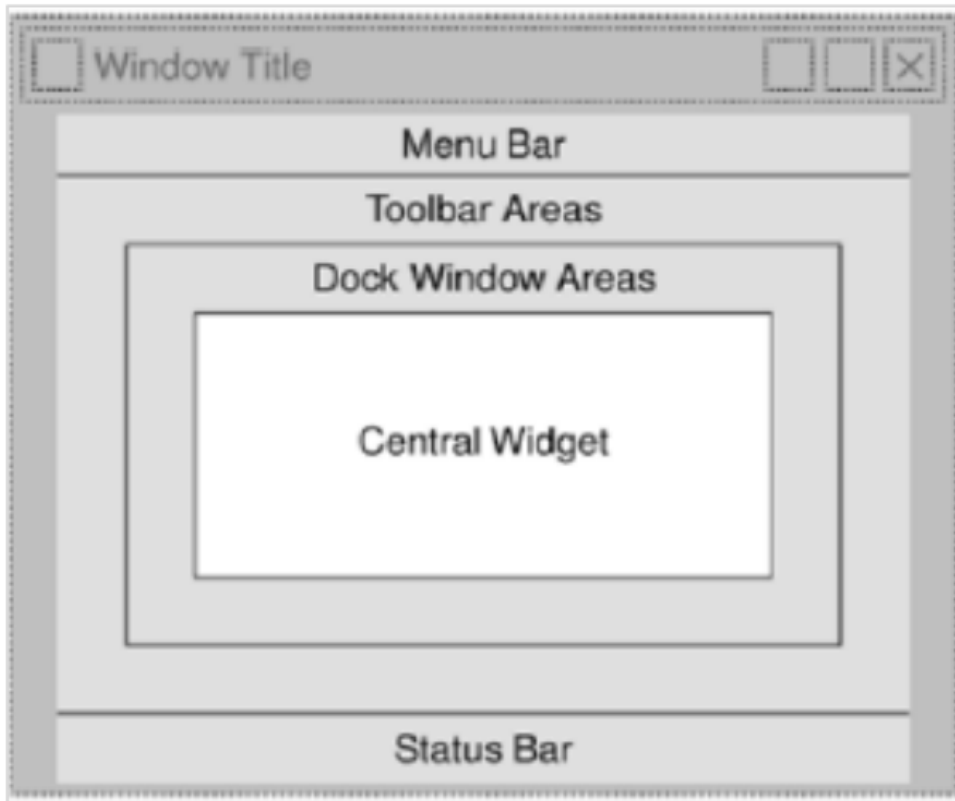 Window Title
Menu Bar
Toolbar Areas
Dock Window Areas
Central Widget
Status Bar